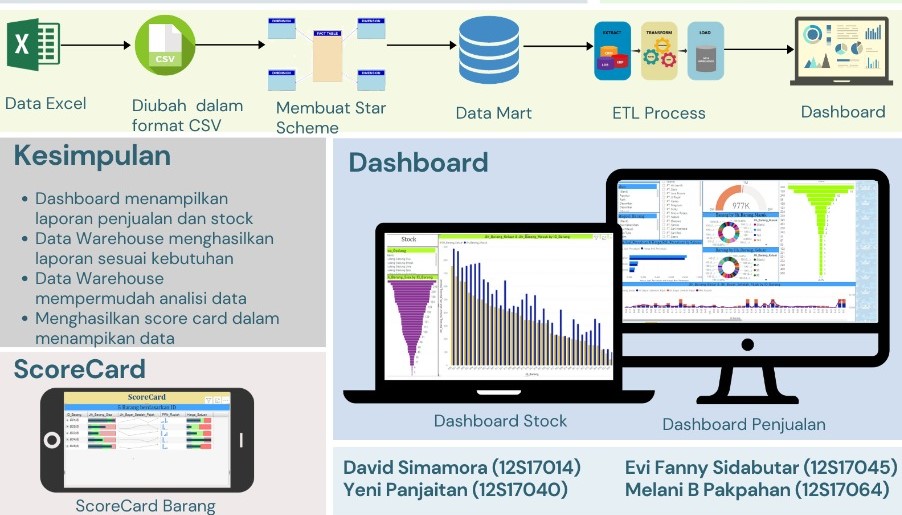 CSV
FACT TABLE
EXTRACT
TRANSFORM
LOAD
Data Excel
Diubah dalam
format CSV
Membuat Star
Scheme
Data Mart
ETL Process
Dashboard
Kesimpulan
• Dashboard menampilkan
laporan penjualan dan stock
• Data Warehouse menghasilkan
laporan sesuai kebutuhan
• Data Warehouse
mempermudah analisi data
• Menghasilkan score card dalam
menampikan data
ScoreCard
ScoreCard
ScoreCard Barang
Dashboard
Stock
977K
Dashboard Stock
Dashboard Penjualan
David Simamora (12S17014)
Yeni Panjaitan (12S17040)
Evi Fanny Sidabutar (12S17045)
Melani B Pakpahan (12S17064)